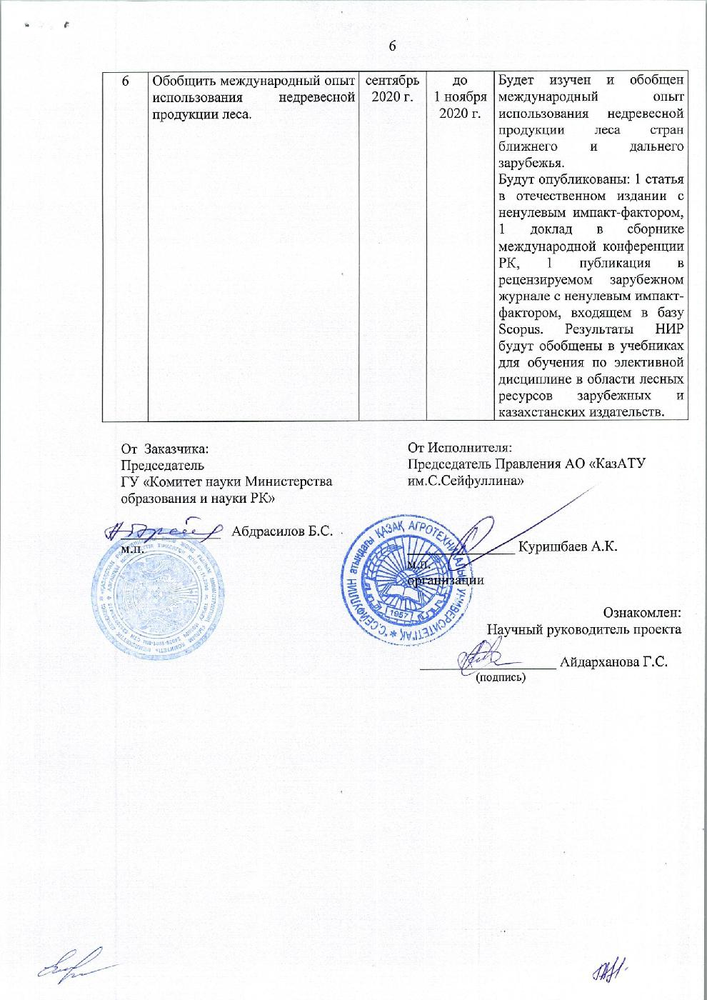 6
6
Обобщить международный опыт
использования недревесной
продукции леса.
сентябрь
2020 г.
до
1 ноября
2020 г.
Будет изучен и обобщен
международный опыт
использования недревесной
продукции леса стран
ближнего и дальнего
зарубежья.
Будут опубликованы: 1 статья
в отечественном издании с
ненулевым импакт-фактором,
1 доклад в сборнике
международной конференции
РК, 1 публикация в
рецензируемом зарубежном
журнале с ненулевым импакт-
фактором, входящем в базу
Scopus. Результаты НИР
будут обобщены в учебниках
для обучения по элективной
дисциплине в области лесных
ресурсов зарубежных и
казахстанских издательств.
От Заказчика:
Председатель
ГУ «Комитет науки Министерства
образования и науки РК»
Абдрасилов Б.С.
м.п.
От Исполнителя:
Председатель Правления АО «КазАТУ
им.С.Сейфуллина»
Куришбаев А.К.
м.п.
организации
С.СЕЙФУЛЛИН атындағы ҚАЗАҚ АГРОТЕХНИКАЛЫҚ УНИВЕРСИТЕТІ" АҚ
1957
Ознакомлен:
Научный руководитель проекта
Айдарханова Г.С.
(подпись)